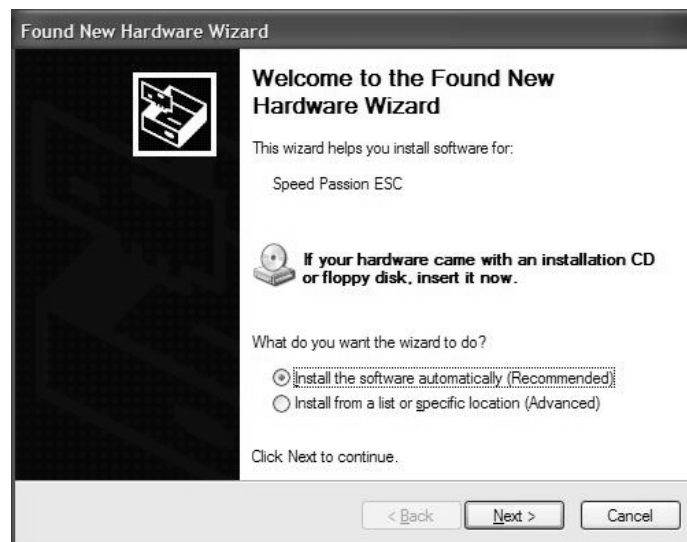 Found New Hardware Wizard
Welcome to the Found New
Hardware Wizard
This wizard helps you install software for:
Speed Passion ESC
If your hardware came with an installation CD
or floppy disk, insert it now.
What do you want the wizard to do?
Install the software automatically (Recommended)
Install from a list or specific location (Advanced)
Click Next to continue.
< Back Next > Cancel